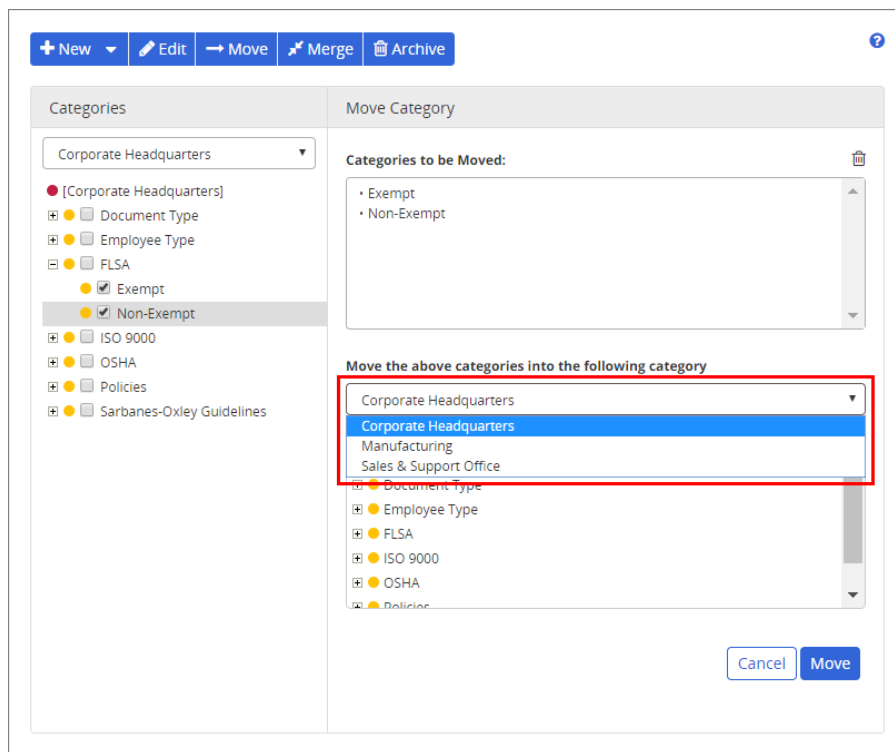 New Edit Move Merge Archive
Categories
Corporate Headquarters
[Corporate Headquarters]
Document Type
Employee Type
FLSA
Exempt
Non-Exempt
ISO 9000
OSHA
Policies
Sarbanes-Oxley Guidelines
Move Category
Categories to be Moved:
• Exempt
• Non-Exempt
Move the above categories into the following category
Corporate Headquarters
Corporate Headquarters
Manufacturing
Sales & Support Office
Document Type
Employee Type
FLSA
ISO 9000
OSHA
Policies
Cancel Move